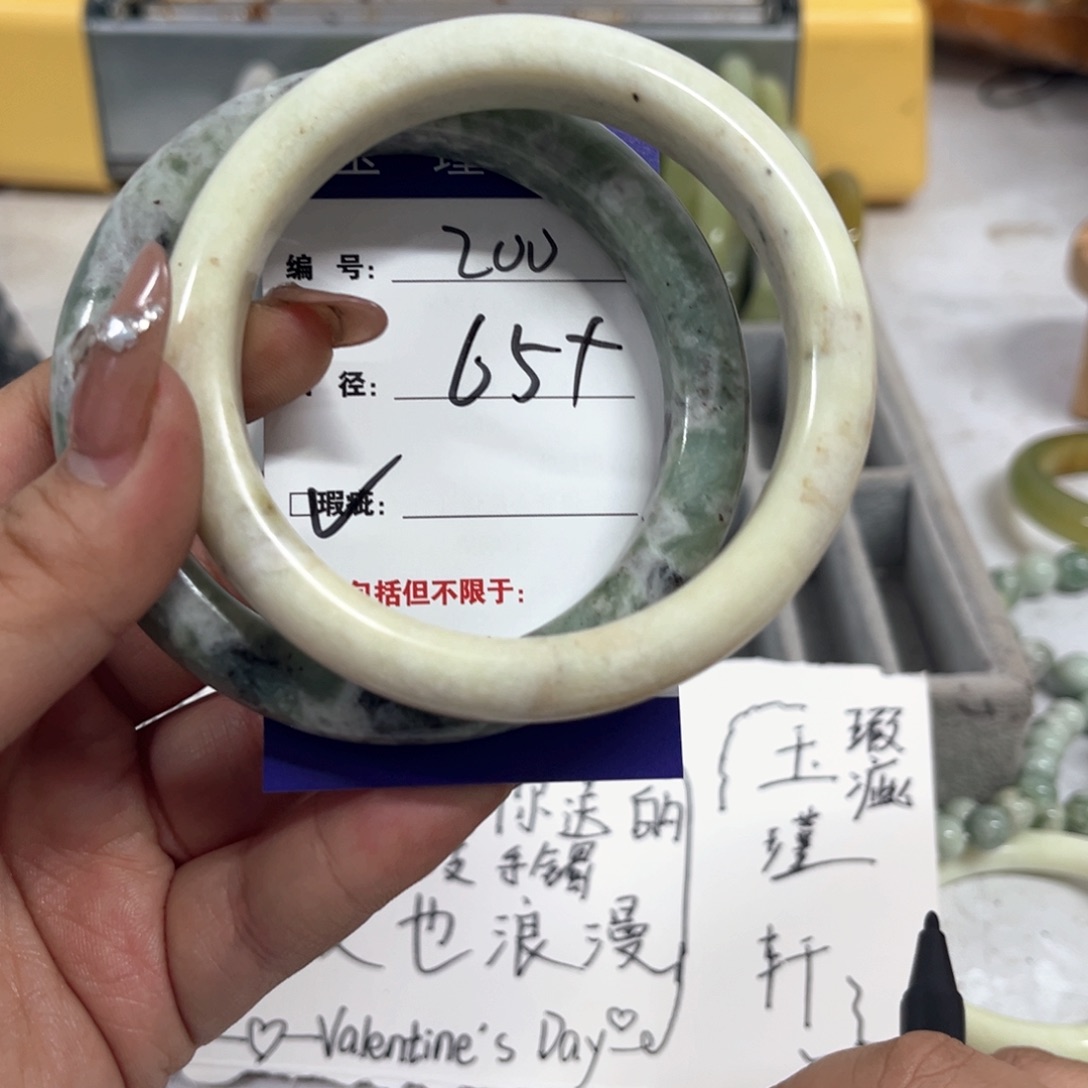 编 号： 200
径： 65+
□瑕疵： ✓
包括但不限于：
你送的
手镯
也浪漫
Valentine's Day
瑕疵
玉
瑾
轩